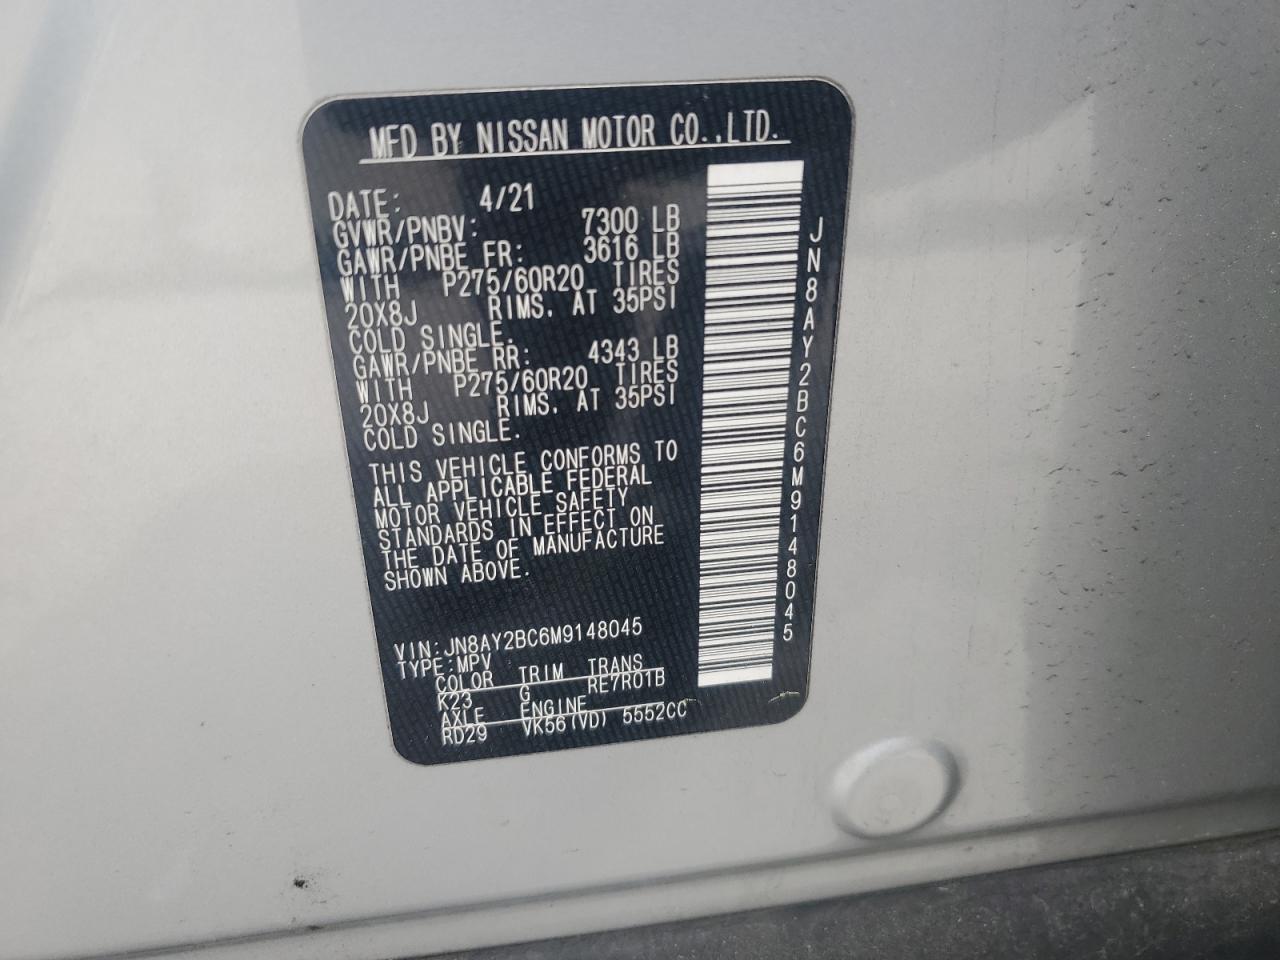 MFD BY NISSAN MOTOR CO.,LTD.
DATE: 4/21
GVWR/PNBV: 7300 LB
GAWR/PNBE FR: 3616 LB
WITH P275/60R20 TIRES
20X8J RIMS. AT 35PSI
COLD SINGLE.
GAWR/PNBE RR: 4343 LB
WITH P275/60R20 TIRES
20X8J RIMS. AT 35PSI
COLD SINGLE.
THIS VEHICLE CONFORMS TO
ALL APPLICABLE FEDERAL
MOTOR VEHICLE SAFETY
STANDARDS IN EFFECT ON
THE DATE OF MANUFACTURE
SHOWN ABOVE.
VIN:JN8AY2BC6M9148045
TYPE:MPV
COLOR TRIM TRANS
K23 G RE7R01B
AXLE ENGINE
RD29 VK56(VD) 5552CC
JN8AY2BC6M9148045